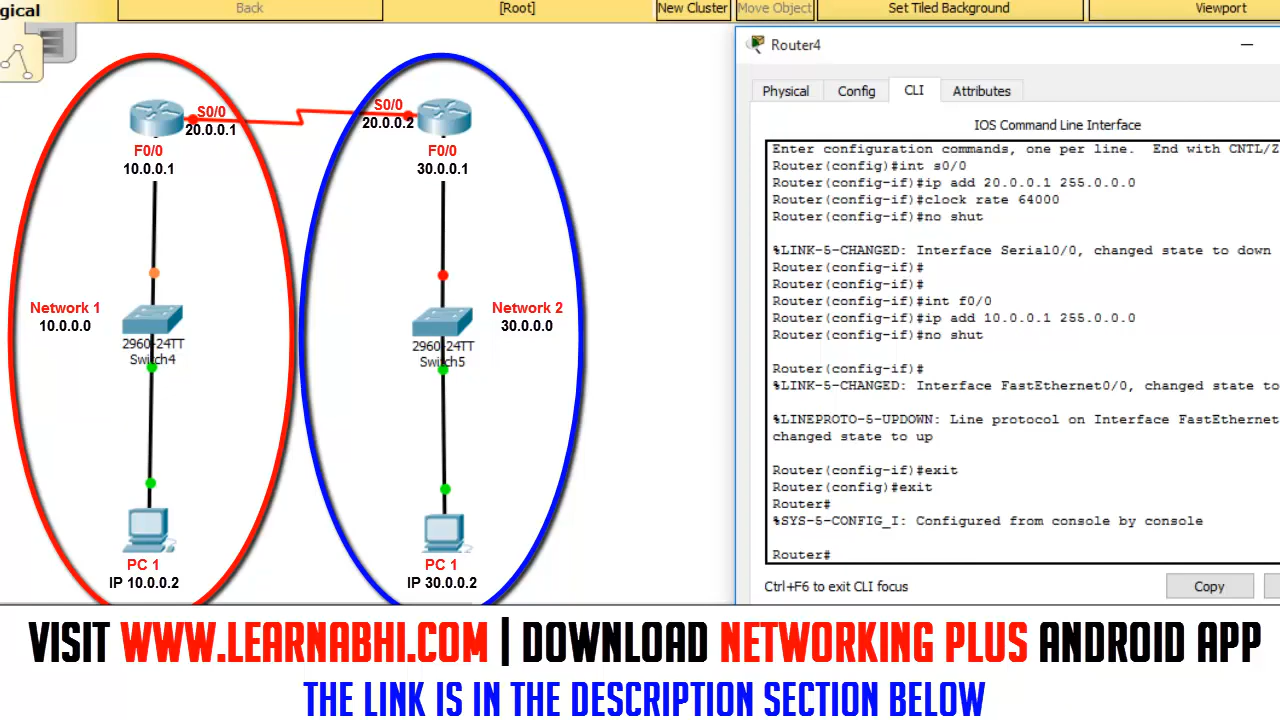 gical
Back
[Root]
New Cluster
Move Object
Set Tiled Background
Viewport
S0/0
20.0.0.1
S0/0
20.0.0.2
F0/0
10.0.0.1
F0/0
30.0.0.1
Network 1
10.0.0.0
2960-24TT
Switch4
2960-24TT
Switch5
Network 2
30.0.0.0
PC 1
IP 10.0.0.2
PC 1
IP 30.0.0.2
Router4
Physical
Config
CLI
Attributes
IOS Command Line Interface
Enter configuration commands, one per line.  End with CNTL/Z
Router(config)#int s0/0
Router(config-if)#ip add 20.0.0.1 255.0.0.0
Router(config-if)#clock rate 64000
Router(config-if)#no shut
%LINK-5-CHANGED: Interface Serial0/0, changed state to down
Router(config-if)#
Router(config-if)#
Router(config-if)#int f0/0
Router(config-if)#ip add 10.0.0.1 255.0.0.0
Router(config-if)#no shut
Router(config-if)#
%LINK-5-CHANGED: Interface FastEthernet0/0, changed state to
%LINEPROTO-5-UPDOWN: Line protocol on Interface FastEthernet
changed state to up
Router(config-if)#exit
Router(config)#exit
Router#
%SYS-5-CONFIG_I: Configured from console by console
Router#
Ctrl+F6 to exit CLI focus
Copy
VISIT WWW.LEARNABHI.COM | DOWNLOAD NETWORKING PLUS ANDROID APP
THE LINK IS IN THE DESCRIPTION SECTION BELOW